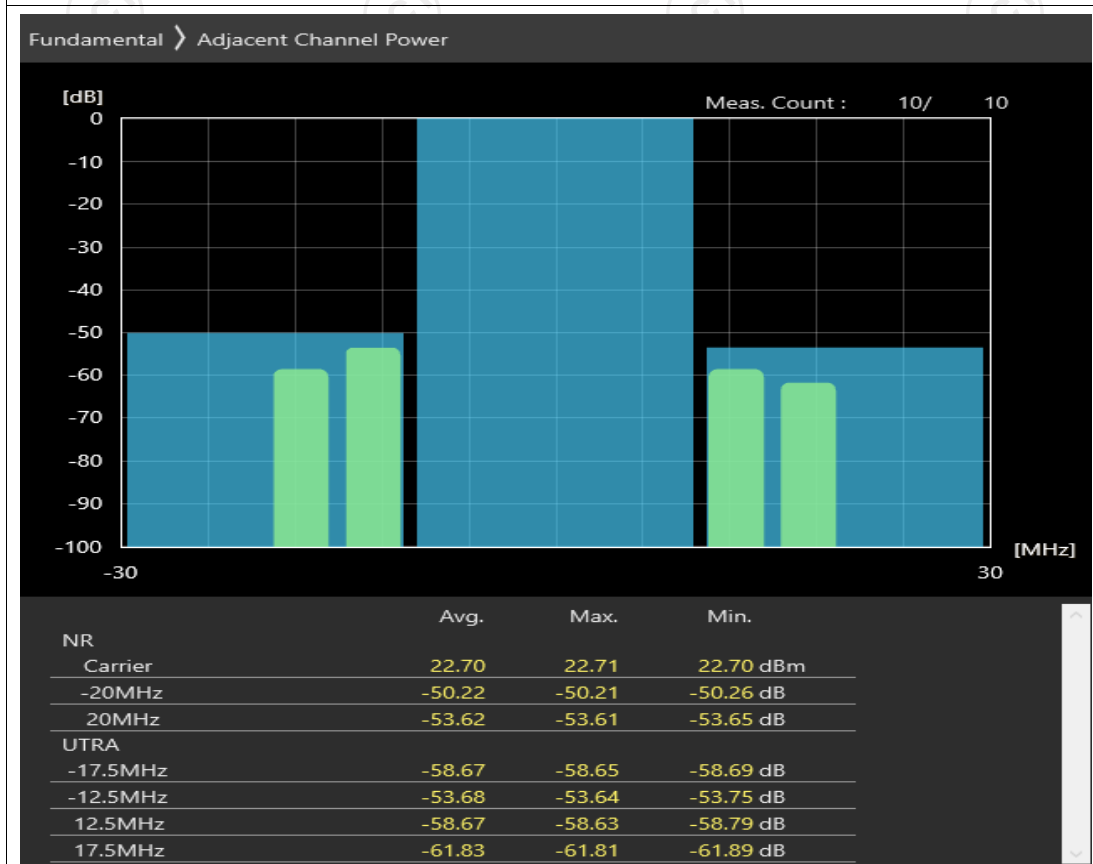 Fundamental ❯ Adjacent Channel Power
[dB]
Meas. Count : 10/ 10
0
-10
-20
-30
-40
-50
-60
-70
-80
-90
-100
[MHz]
-30 30
Avg. Max. Min.
NR
Carrier 22.70 22.71 22.70 dBm
-20MHz -50.22 -50.21 -50.26 dB
20MHz -53.62 -53.61 -53.65 dB
UTRA
-17.5MHz -58.67 -58.65 -58.69 dB
-12.5MHz -53.68 -53.64 -53.75 dB
12.5MHz -58.67 -58.63 -58.79 dB
17.5MHz -61.83 -61.81 -61.89 dB